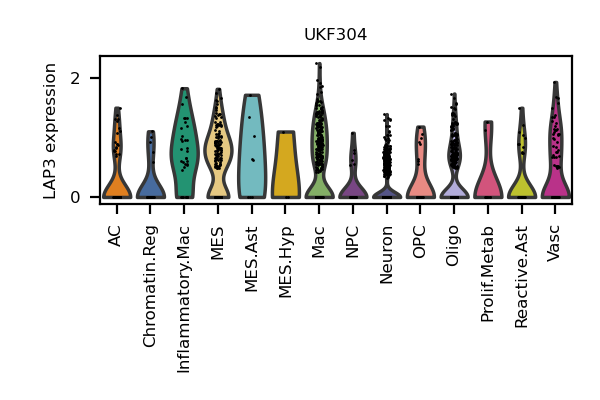 UKF304
LAP3 expression
2
0
AC
Chromatin.Reg
Inflammatory.Mac
MES
MES.Ast
MES.Hyp
Mac
NPC
Neuron
OPC
Oligo
Prolif.Metab
Reactive.Ast
Vasc